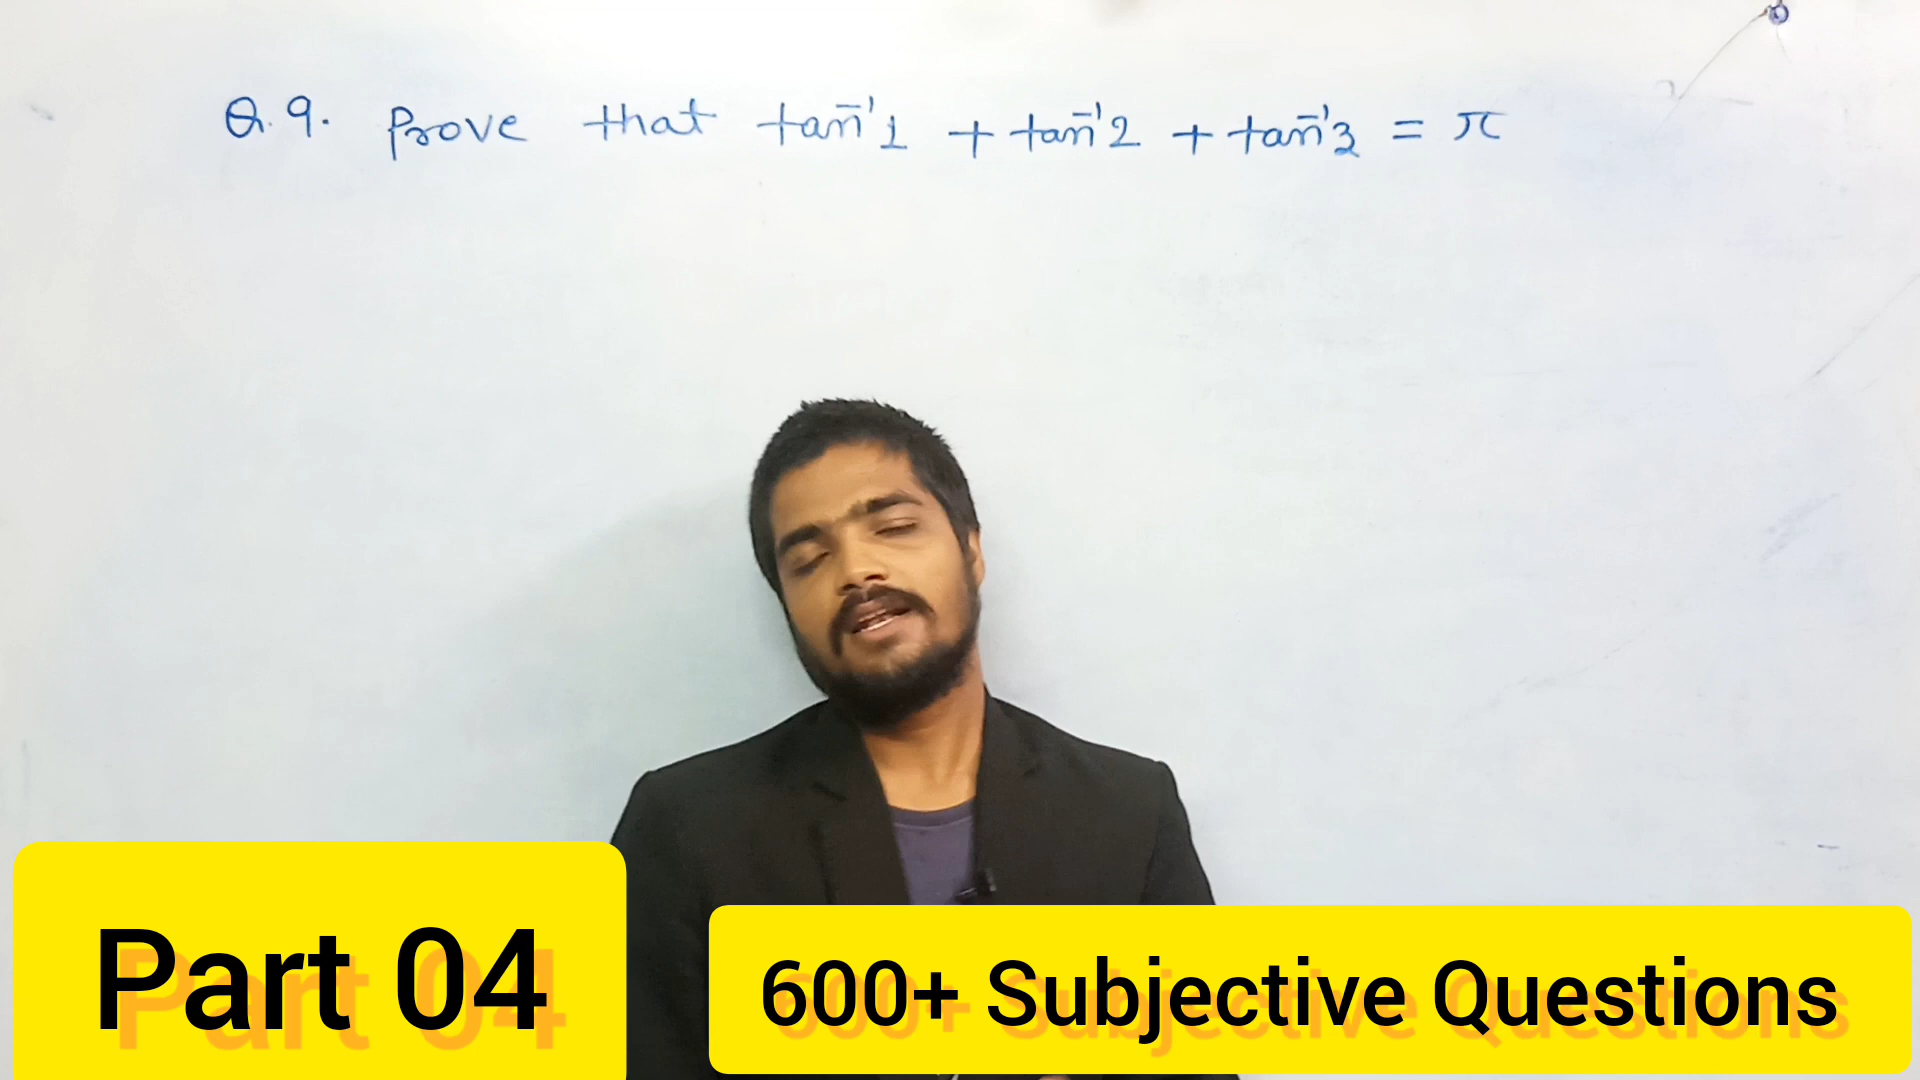 Q.9. Prove that tan⁻¹1 + tan⁻¹2 + tan⁻¹3 = π
Part 04
600+ Subjective Questions